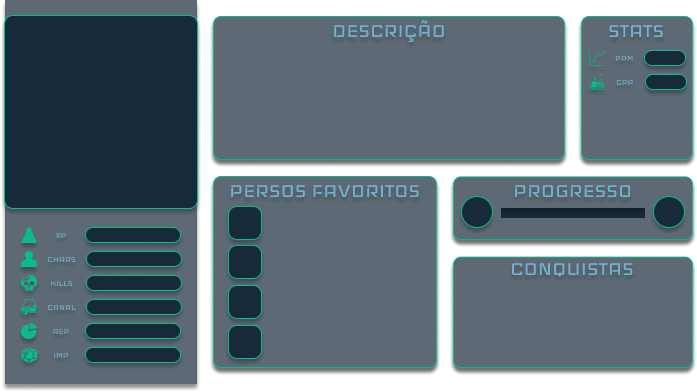 XP
CHARS
KILLS
CANAL
REP
IMP
DESCRIÇÃO
STATS
PPM
CPP
PERSOS FAVORITOS
PROGRESSO
CONQUISTAS